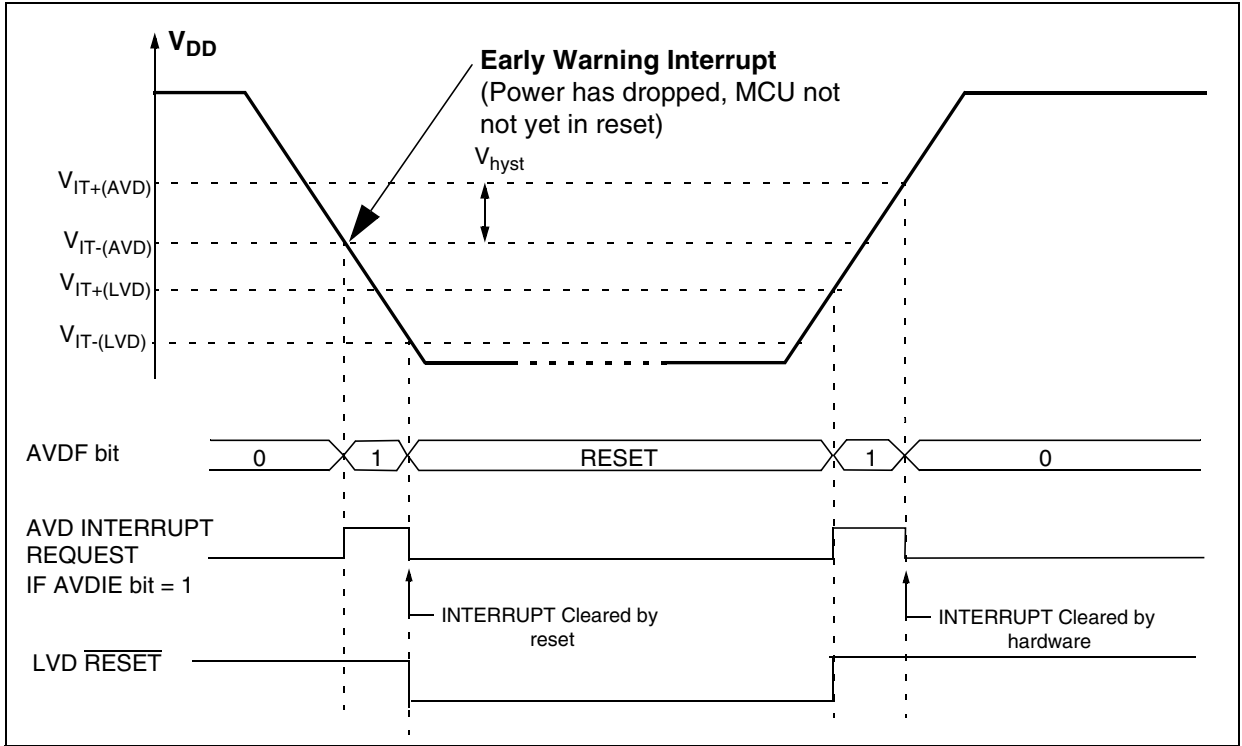 VDD
Early Warning Interrupt
(Power has dropped, MCU not
not yet in reset)
Vhyst
VIT+(AVD)
VIT-(AVD)
VIT+(LVD)
VIT-(LVD)
AVDF bit
0
1
RESET
1
0
AVD INTERRUPT
REQUEST
IF AVDIE bit = 1
INTERRUPT Cleared by
reset
INTERRUPT Cleared by
hardware
LVD RESET